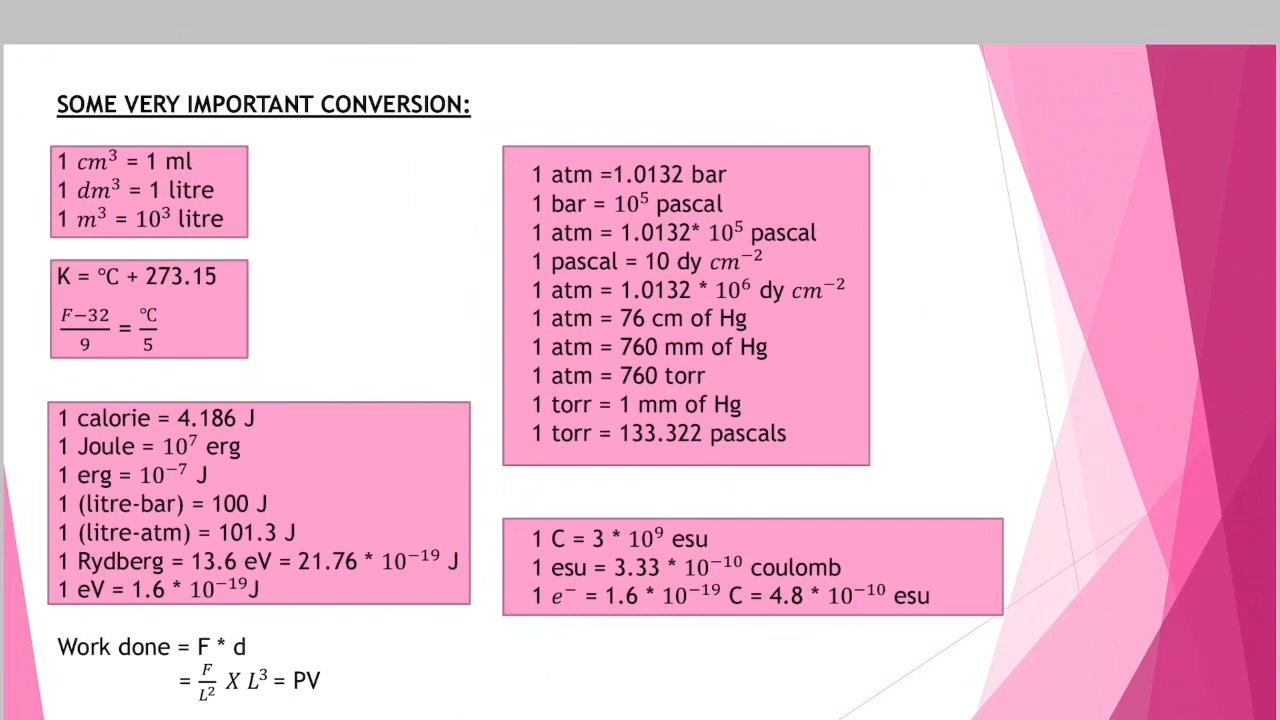 SOME VERY IMPORTANT CONVERSION:
1 cm³ = 1 ml
1 dm³ = 1 litre
1 m³ = 10³ litre
K = °C + 273.15
F−32/9 = °C/5
1 calorie = 4.186 J
1 Joule = 10⁷ erg
1 erg = 10⁻⁷ J
1 (litre-bar) = 100 J
1 (litre-atm) = 101.3 J
1 Rydberg = 13.6 eV = 21.76 * 10⁻¹⁹ J
1 eV = 1.6 * 10⁻¹⁹J
Work done = F * d
= F/L² X L³ = PV
1 atm =1.0132 bar
1 bar = 10⁵ pascal
1 atm = 1.0132* 10⁵ pascal
1 pascal = 10 dy cm⁻²
1 atm = 1.0132 * 10⁶ dy cm⁻²
1 atm = 76 cm of Hg
1 atm = 760 mm of Hg
1 atm = 760 torr
1 torr = 1 mm of Hg
1 torr = 133.322 pascals
1 C = 3 * 10⁹ esu
1 esu = 3.33 * 10⁻¹⁰ coulomb
1 e⁻ = 1.6 * 10⁻¹⁹ C = 4.8 * 10⁻¹⁰ esu